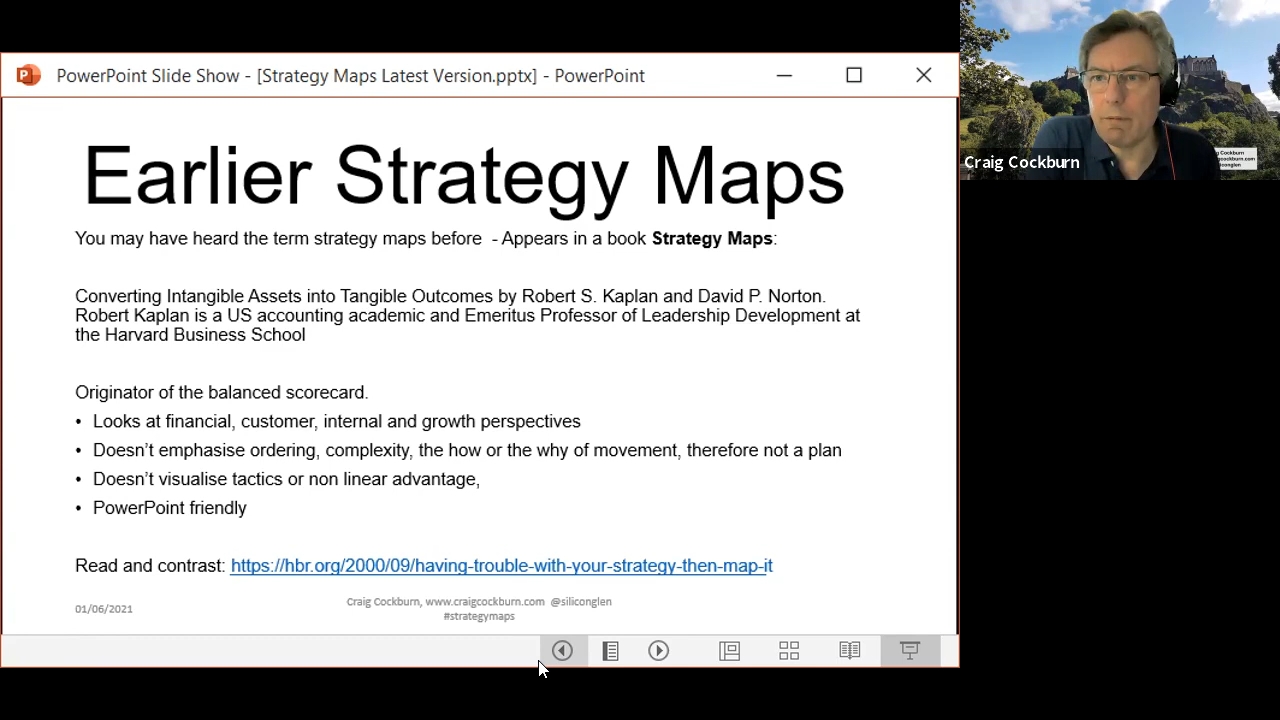 PowerPoint Slide Show - [Strategy Maps Latest Version.pptx] - PowerPoint
Earlier Strategy Maps
You may have heard the term strategy maps before  - Appears in a book Strategy Maps:
Converting Intangible Assets into Tangible Outcomes by Robert S. Kaplan and David P. Norton.
Robert Kaplan is a US accounting academic and Emeritus Professor of Leadership Development at
the Harvard Business School
Originator of the balanced scorecard.
• Looks at financial, customer, internal and growth perspectives
• Doesn’t emphasise ordering, complexity, the how or the why of movement, therefore not a plan
• Doesn’t visualise tactics or non linear advantage,
• PowerPoint friendly
Read and contrast: https://hbr.org/2000/09/having-trouble-with-your-strategy-then-map-it
01/06/2021
Craig Cockburn, www.craigcockburn.com  @siliconglen
#strategymaps
Craig Cockburn